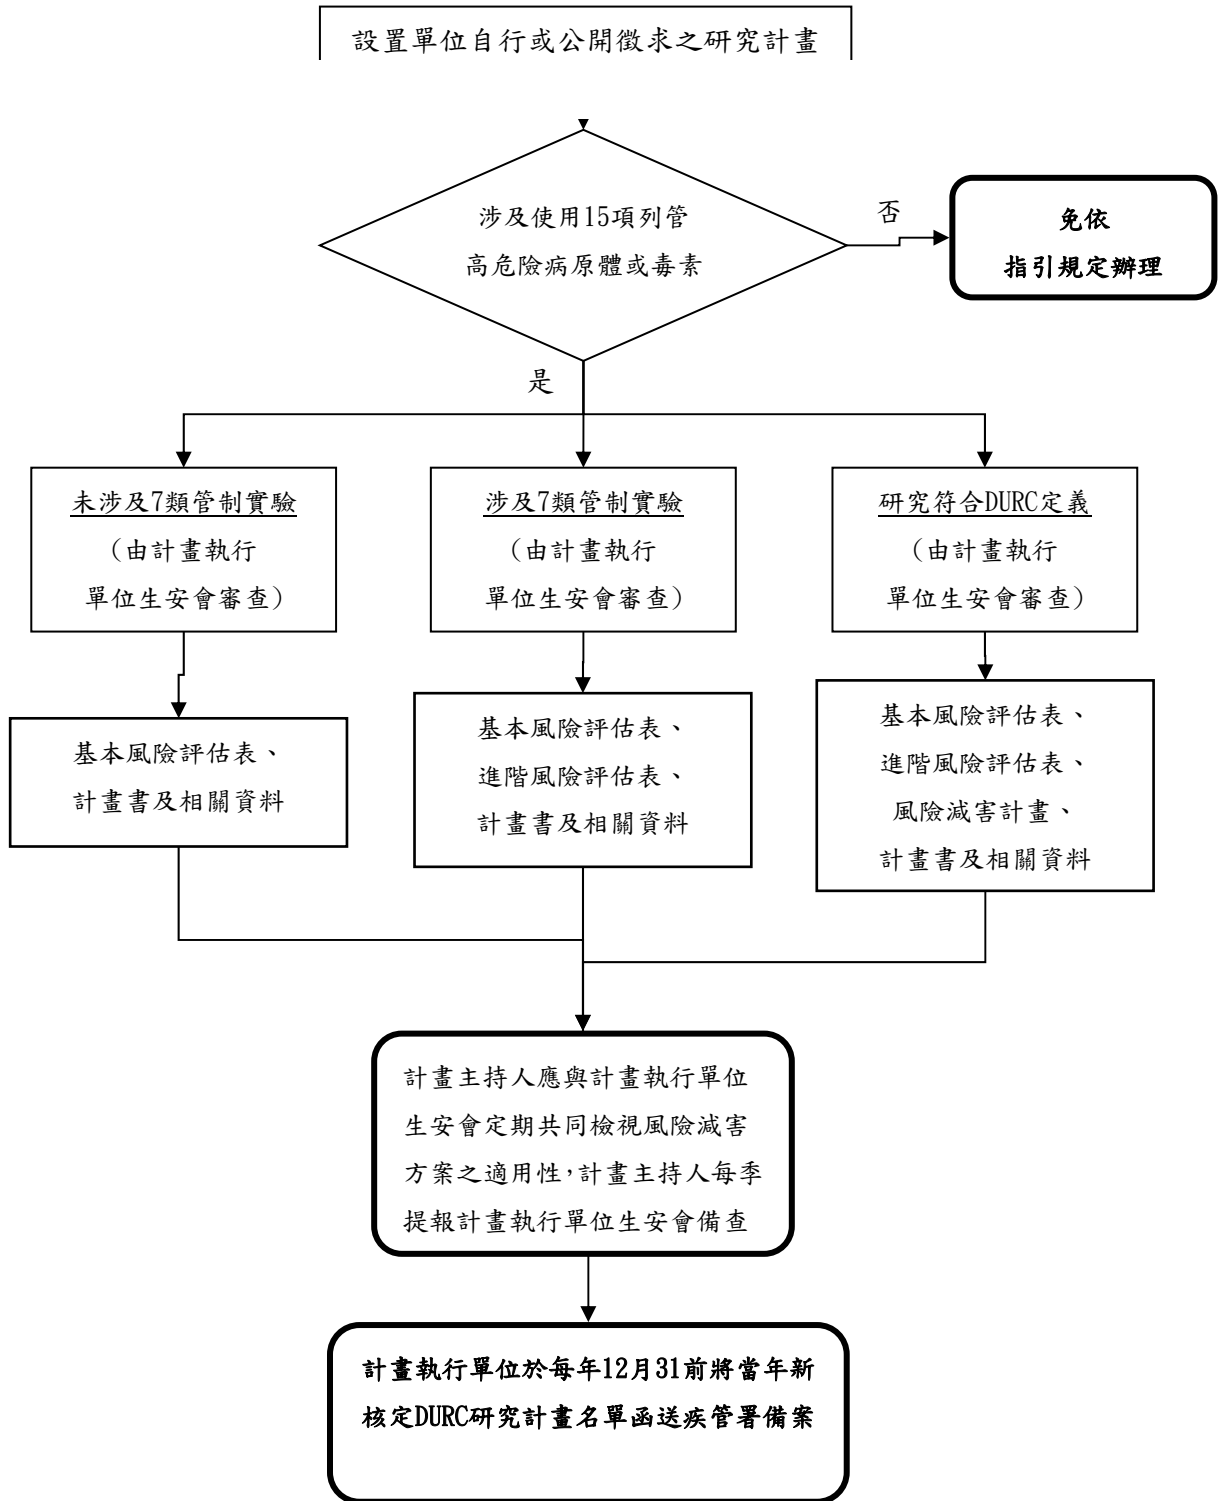 設置單位自行或公開徵求之研究計畫
涉及使用15項列管
高危險病原體或毒素
否
免依
指引規定辦理
是
未涉及7類管制實驗
(由計畫執行
單位生安會審查)
涉及7類管制實驗
(由計畫執行
單位生安會審查)
研究符合DURC定義
(由計畫執行
單位生安會審查)
基本風險評估表、
計畫書及相關資料
基本風險評估表、
進階風險評估表、
計畫書及相關資料
基本風險評估表、
進階風險評估表、
風險減害計畫、
計畫書及相關資料
計畫主持人應與計畫執行單位
生安會定期共同檢視風險減害
方案之適用性,計畫主持人每季
提報計畫執行單位生安會備查
計畫執行單位於每年12月31前將當年新
核定DURC研究計畫名單函送疾管署備案